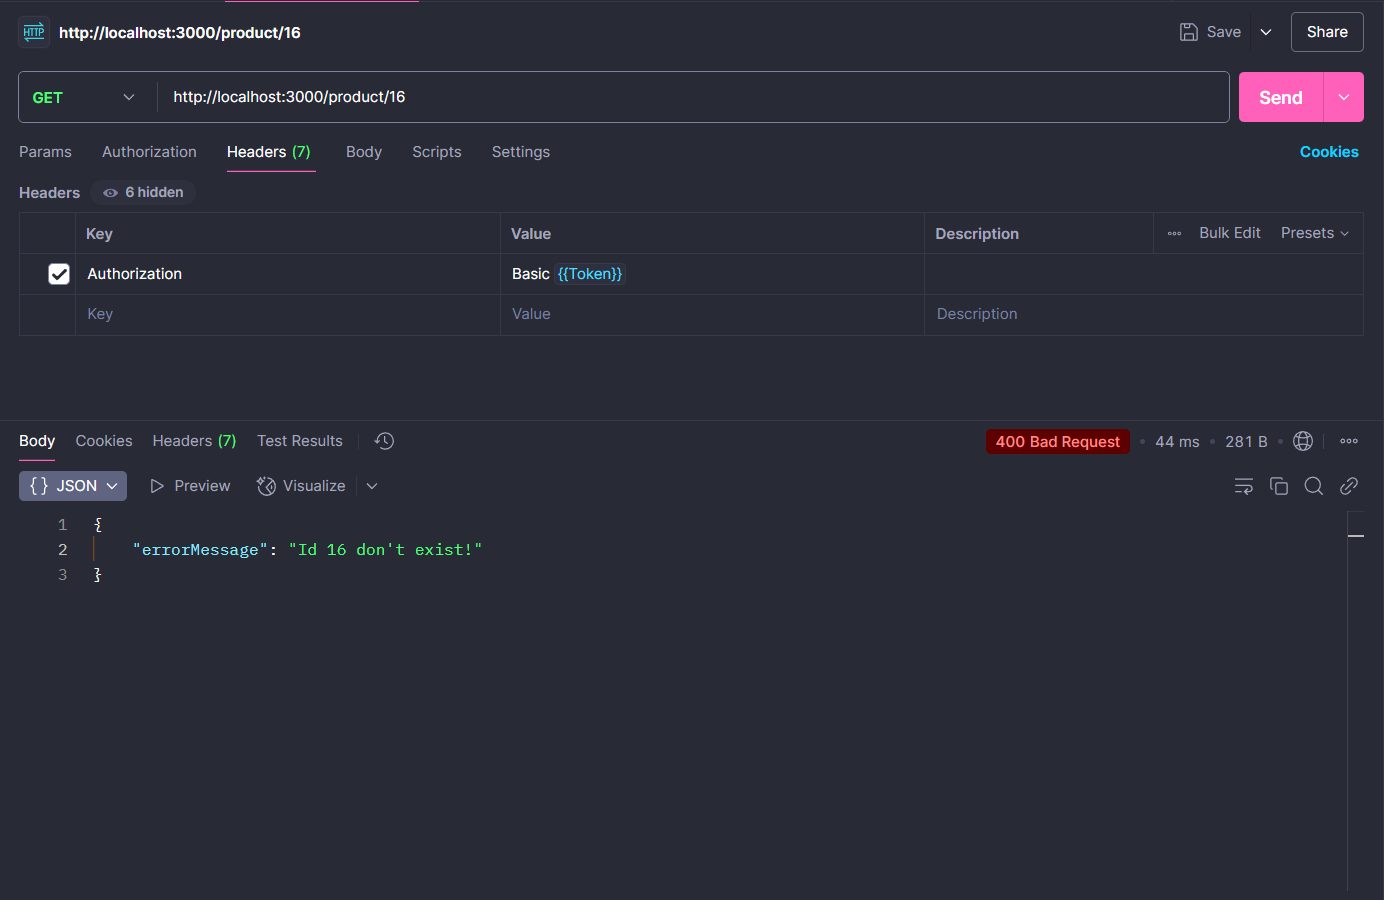 HTTP http://localhost:3000/product/16 Save Share
GET http://localhost:3000/product/16 Send
Params Authorization Headers (7) Body Scripts Settings Cookies
Headers 6 hidden
Key Value Description Bulk Edit Presets
Authorization Basic {{Token}}
Key Value Description
Body Cookies Headers (7) Test Results 400 Bad Request • 44 ms • 281 B
{} JSON Preview Visualize
1 {
2 "errorMessage": "Id 16 don't exist!"
3 }